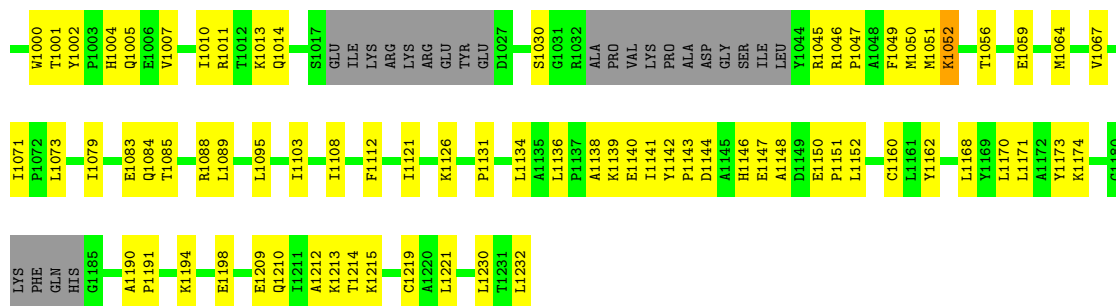 W1000 T1001 Y1002 P1003 H1004 Q1005 E1006 V1007 I1010 R1011 T1012 K1013 Q1014 S1017 GLU ILE LYS ARG LYS ARG GLU TYR GLU D1027 S1030 G1031 R1032 ALA PRO VAL LYS PRO ALA ASP GLY SER ILE LEU Y1044 R1045 R1046 P1047 A1048 F1049 M1050 M1051 K1052 T1056 E1059 M1064 V1067
I1071 P1072 L1073 I1079 E1083 Q1084 T1085 R1088 L1089 L1095 I1103 I1108 F1112 I1121 K1126 P1131 L1134 A1135 L1136 P1137 A1138 K1139 E1140 I1141 Y1142 P1143 D1144 A1145 H1146 E1147 A1148 D1149 E1150 P1151 L1152 C1160 L1161 Y1162 L1168 Y1169 L1170 L1171 A1172 Y1173 K1174 C1180
LYS PHE GLN HIS G1185 A1190 P1191 K1194 E1198 E1209 Q1210 I1211 A1212 K1213 T1214 K1215 C1219 A1220 L1221 L1230 T1231 L1232